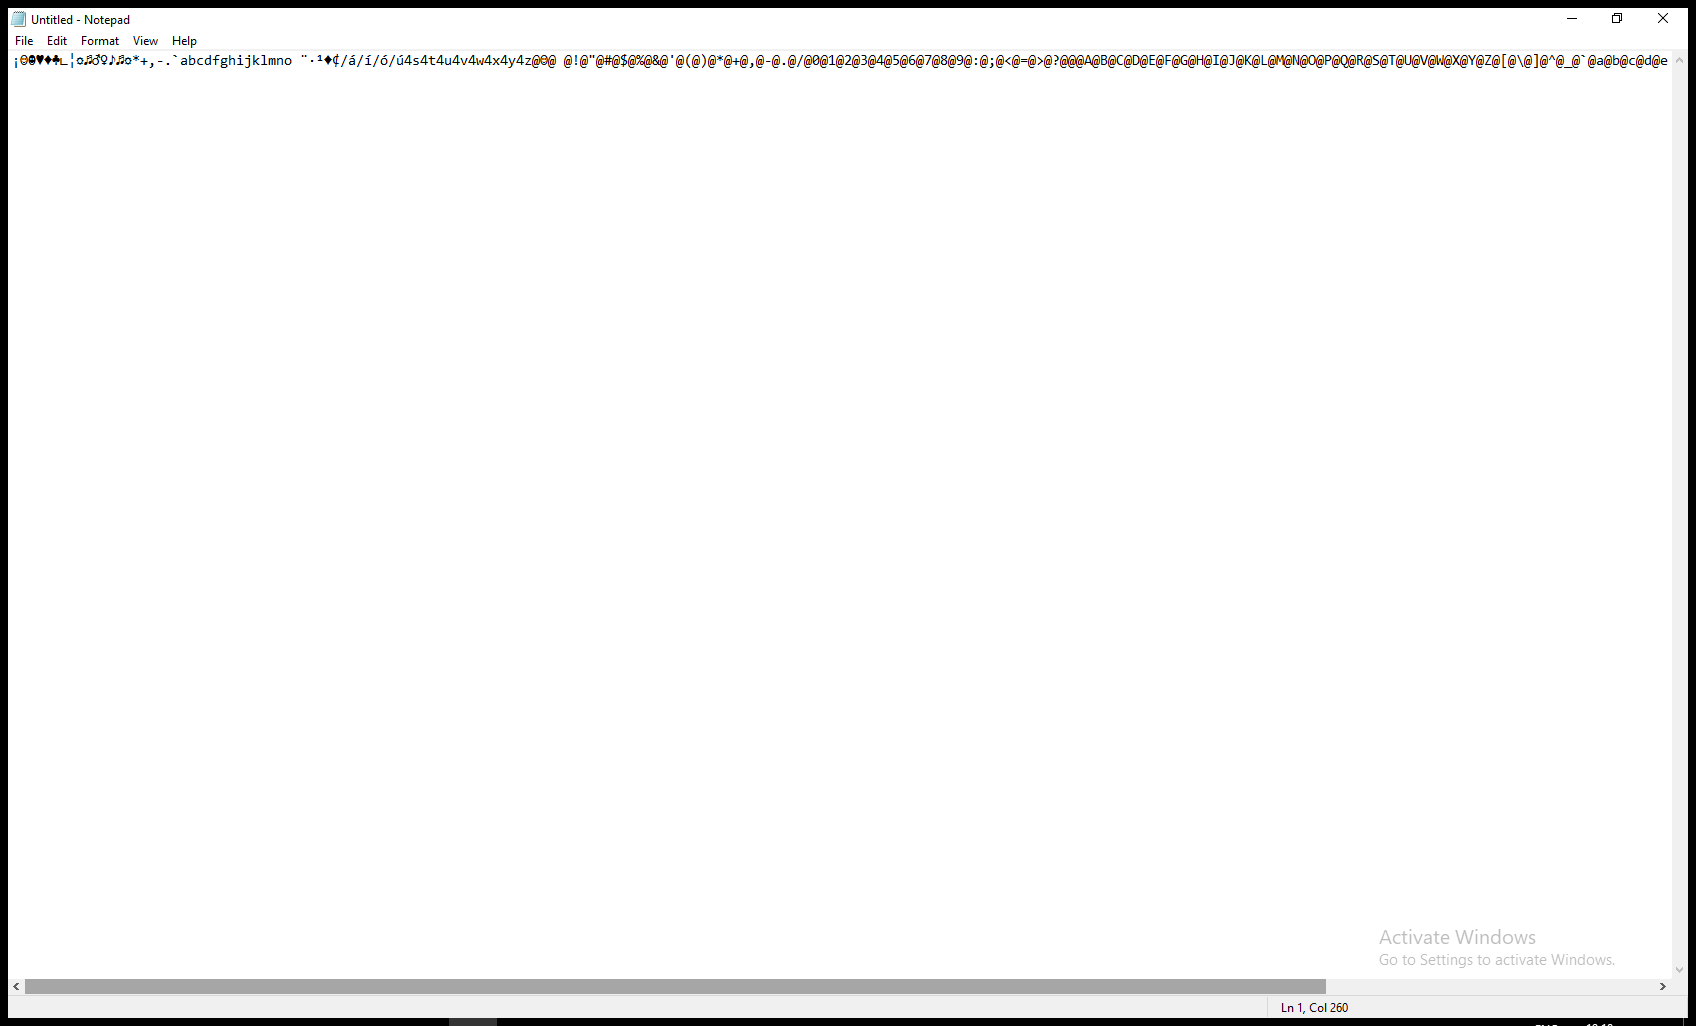 Untitled - Notepad
File Edit Format View Help
*+,-.`abcdfghijklmno ¨·¹♦₵/á/í/ó/ú4s4t4u4v4w4x4y4z@☺@ @!@"@#@$@%@&@'@(@)@*@+@,@-@.@/@0@1@2@3@4@5@6@7@8@9@:@;@<@=@>@?@@@A@B@C@D@E@F@G@H@I@J@K@L@M@N@O@P@Q@R@S@T@U@V@W@X@Y@Z@[@\@]@^@_@`@a@b@c@d@e
Activate Windows
Go to Settings to activate Windows.
Ln 1, Col 260